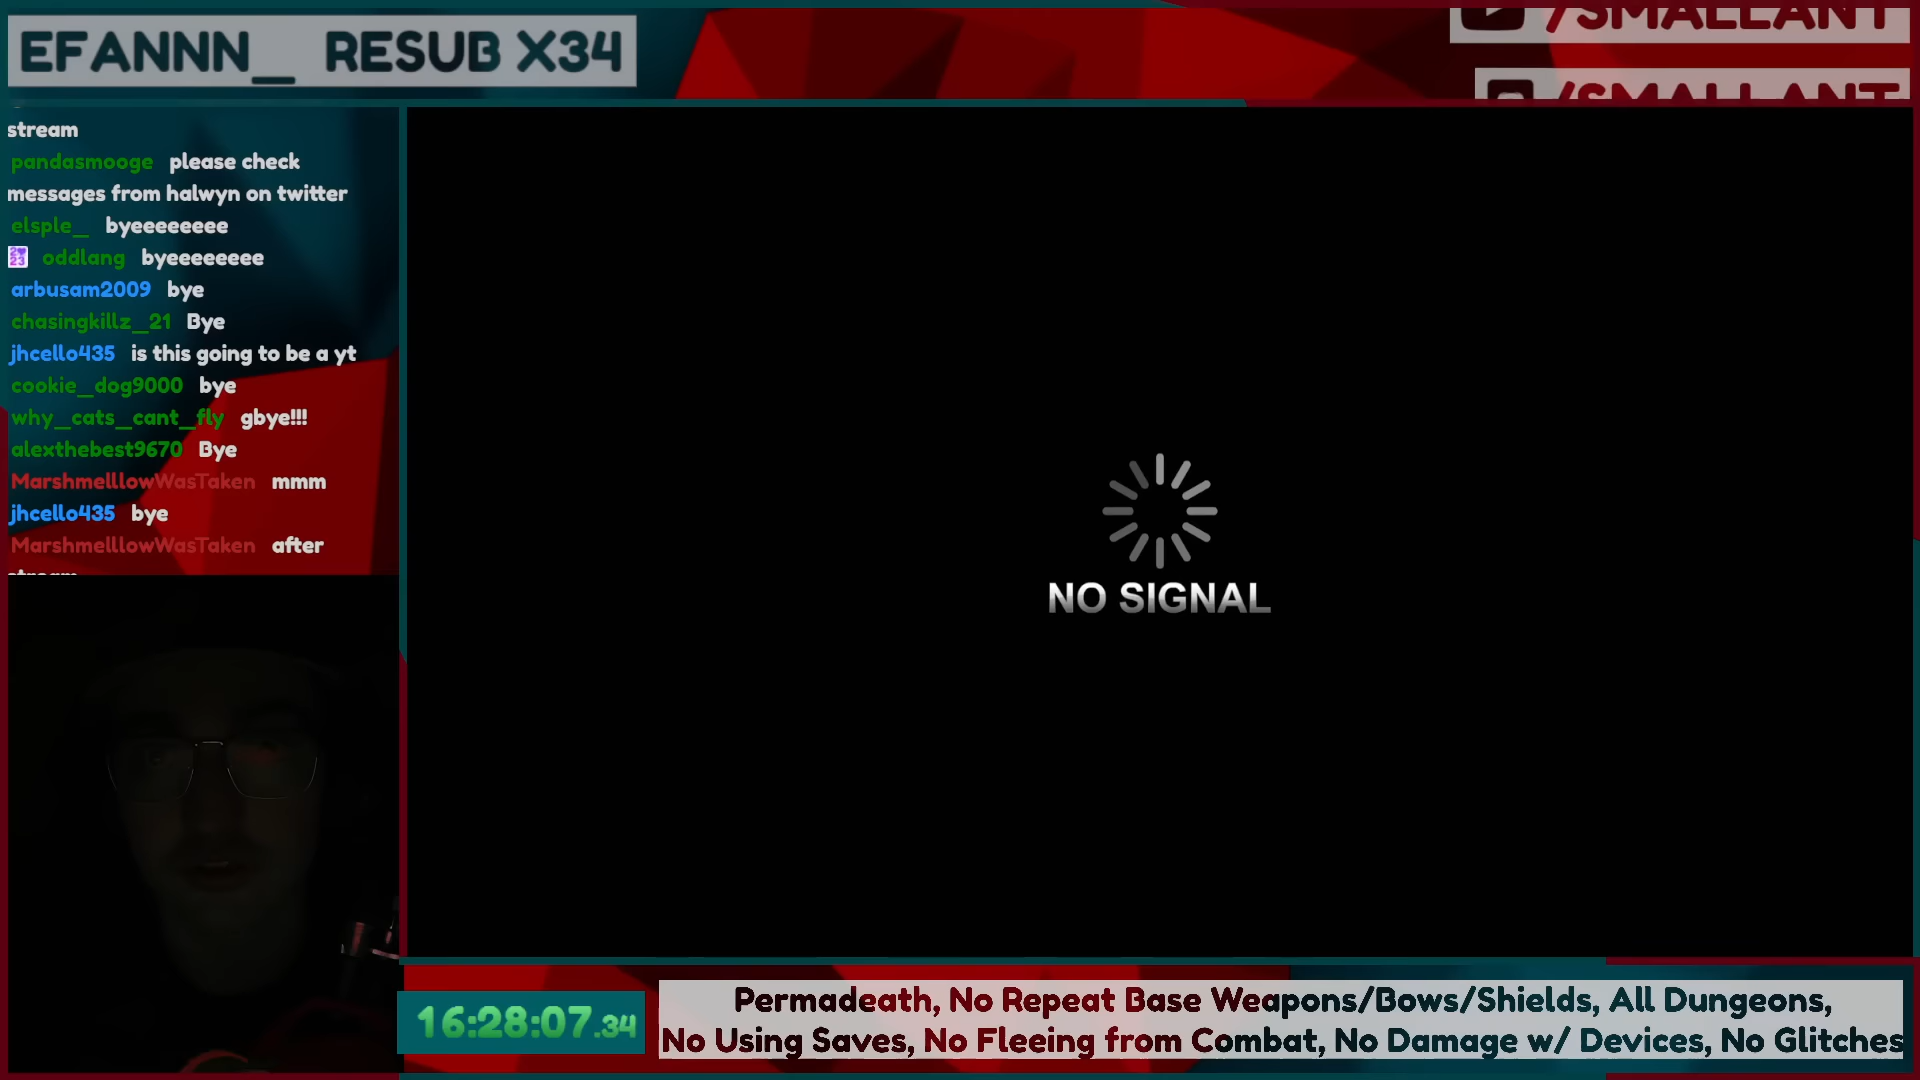 EFANNN_ RESUB X34
/SMALLANT
/SMALLANT
stream
pandasmooge please check
messages from halwyn on twitter
elsple_ byeeeeeeee
oddlang byeeeeeeee
arbusam2009 bye
chasingkillz_21 Bye
jhcello435 is this going to be a yt
cookie_dog9000 bye
why_cats_cant_fly gbye!!!
alexthebest9670 Bye
MarshmelllowWasTaken mmm
jhcello435 bye
MarshmelllowWasTaken after
stream
NO SIGNAL
16:28:07.34
Permadeath, No Repeat Base Weapons/Bows/Shields, All Dungeons,
No Using Saves, No Fleeing from Combat, No Damage w/ Devices, No Glitches